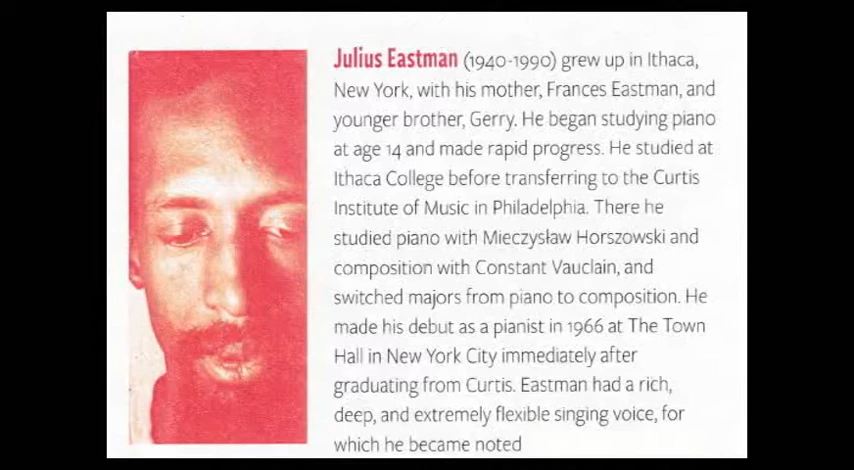 Julius Eastman (1940-1990) grew up in Ithaca,
New York, with his mother, Frances Eastman, and
younger brother, Gerry. He began studying piano
at age 14 and made rapid progress. He studied at
Ithaca College before transferring to the Curtis
Institute of Music in Philadelphia. There he
studied piano with Mieczysław Horszowski and
composition with Constant Vauclain, and
switched majors from piano to composition. He
made his debut as a pianist in 1966 at The Town
Hall in New York City immediately after
graduating from Curtis. Eastman had a rich,
deep, and extremely flexible singing voice, for
which he became noted